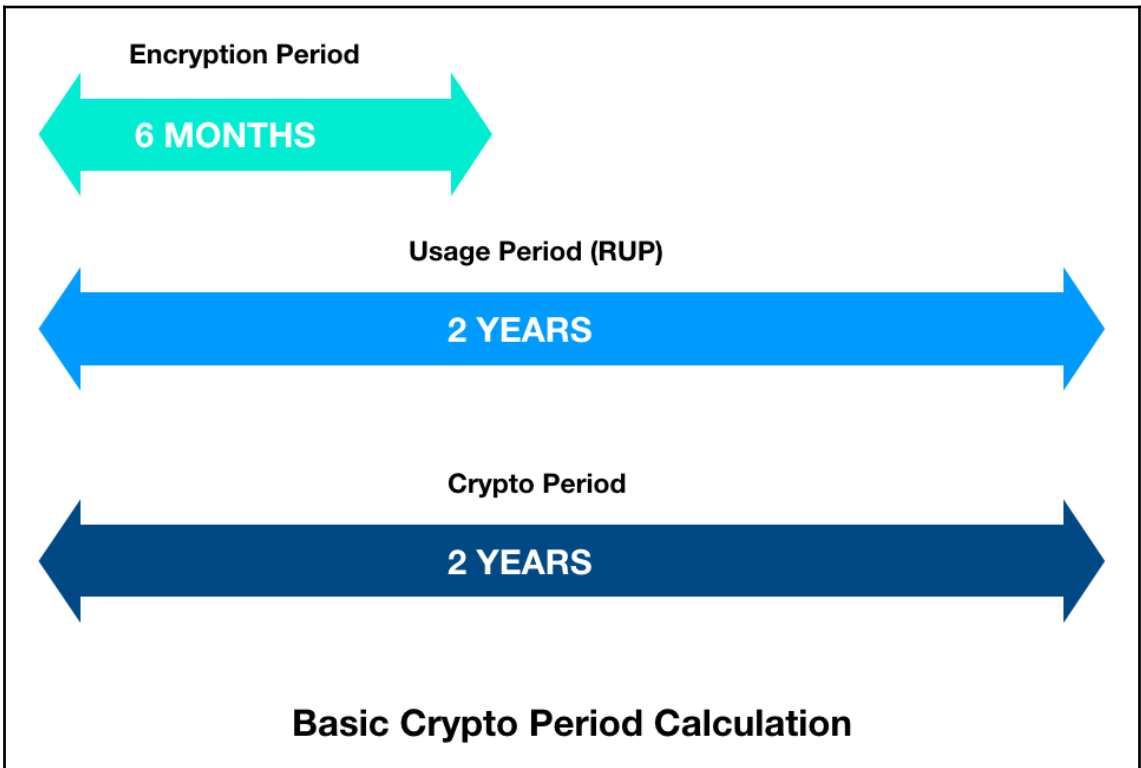 Encryption Period
6 MONTHS
Usage Period (RUP)
2 YEARS
Crypto Period
2 YEARS
Basic Crypto Period Calculation